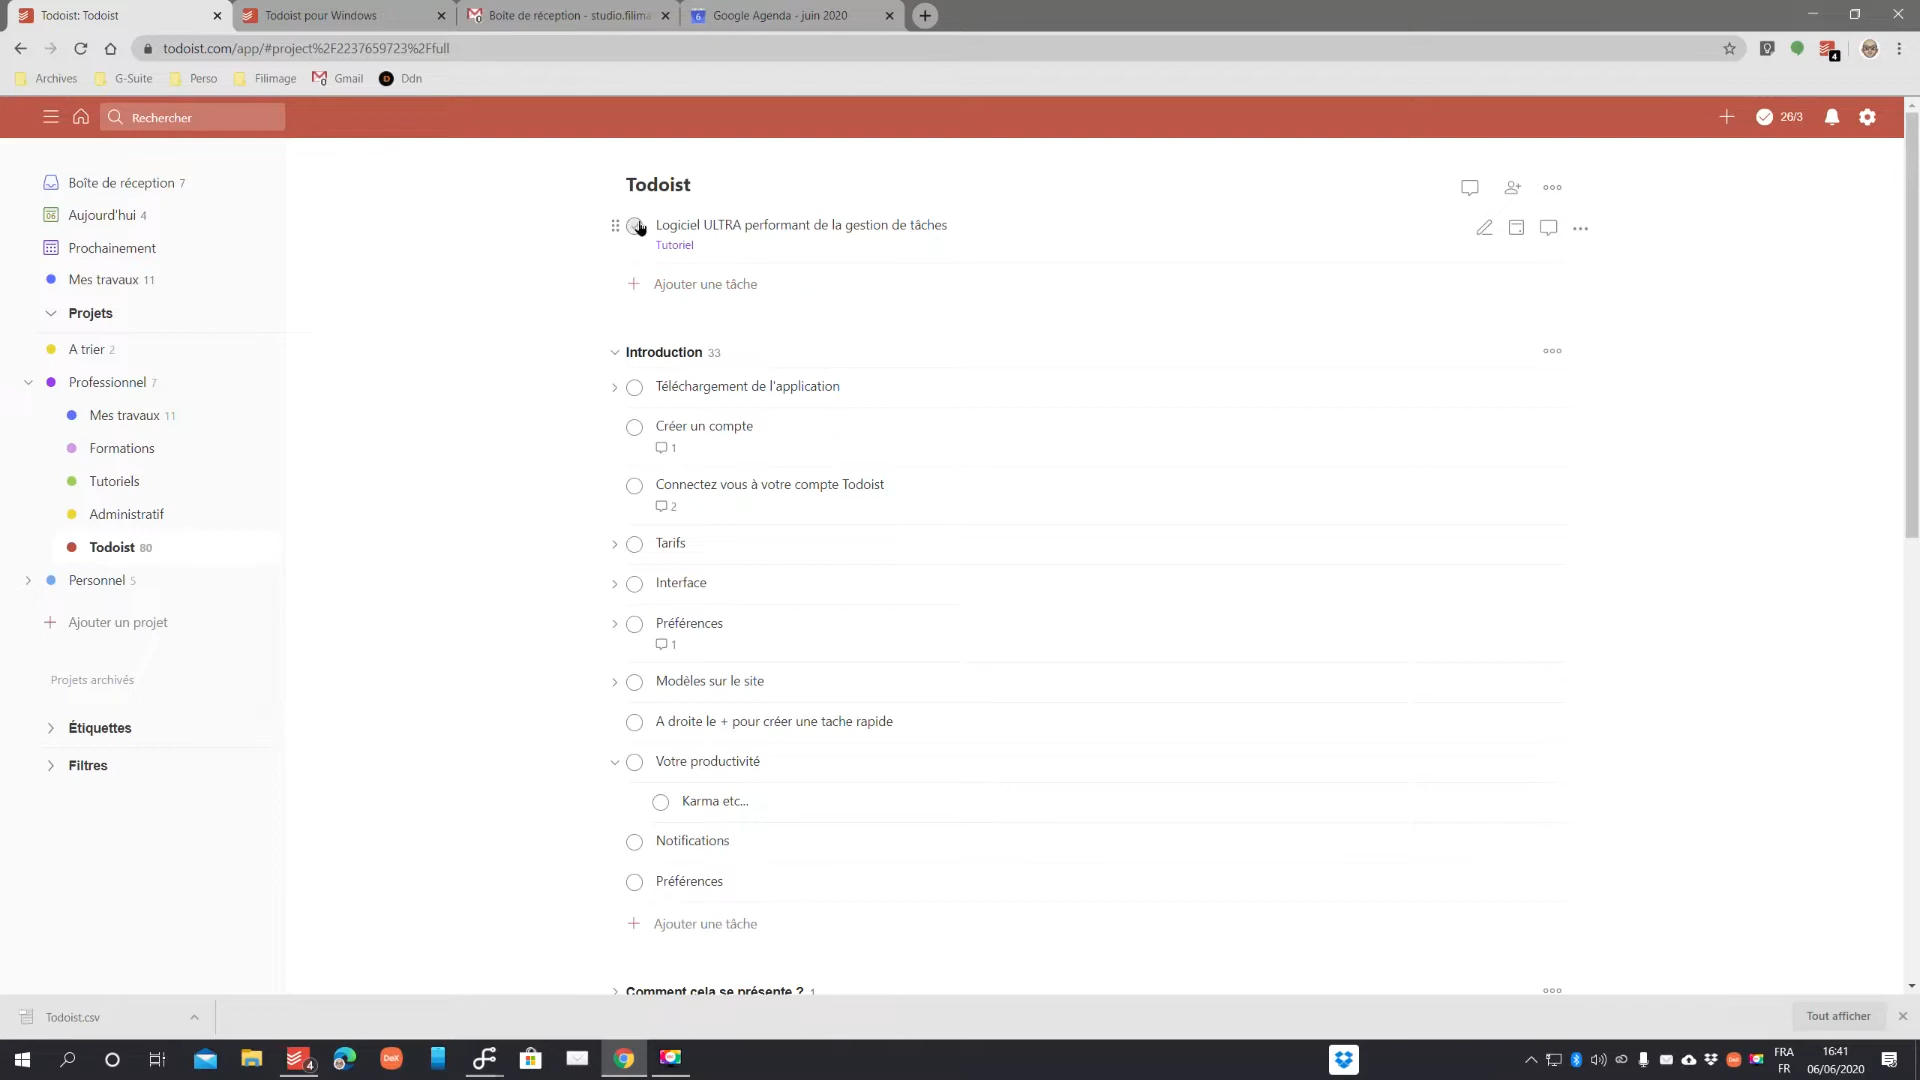 Todoist: Todoist
Todoist pour Windows
Boîte de réception - studo.filima
Google Agenda - juin 2020
todoist.com/app/#project%2F2237659723%2Ffull
4
Archives
G-Suite
Perso
Filimage
Gmail
Ddn
Rechercher
26/3
Boîte de réception 7
06 Aujourd'hui 4
Prochainement
Mes travaux 11
Projets
A trier 2
Professionnel 7
Mes travaux 11
Formations
Tutoriels
Administratif
Todoist 80
Personnel 5
Ajouter un projet
Projets archivés
Étiquettes
Filtres
Todoist
Logiciel ULTRA performant de la gestion de tâches
Tutoriel
Ajouter une tâche
Introduction 33
Téléchargement de l'application
Créer un compte
1
Connectez vous à votre compte Todoist
2
Tarifs
Interface
Préférences
1
Modèles sur le site
A droite le + pour créer une tache rapide
Votre productivité
Karma etc...
Notifications
Préférences
Ajouter une tâche
Comment cela se présente ? 1
Todoist.csv
Tout afficher
4
DeX
FRA
FR
16:41
06/06/2020